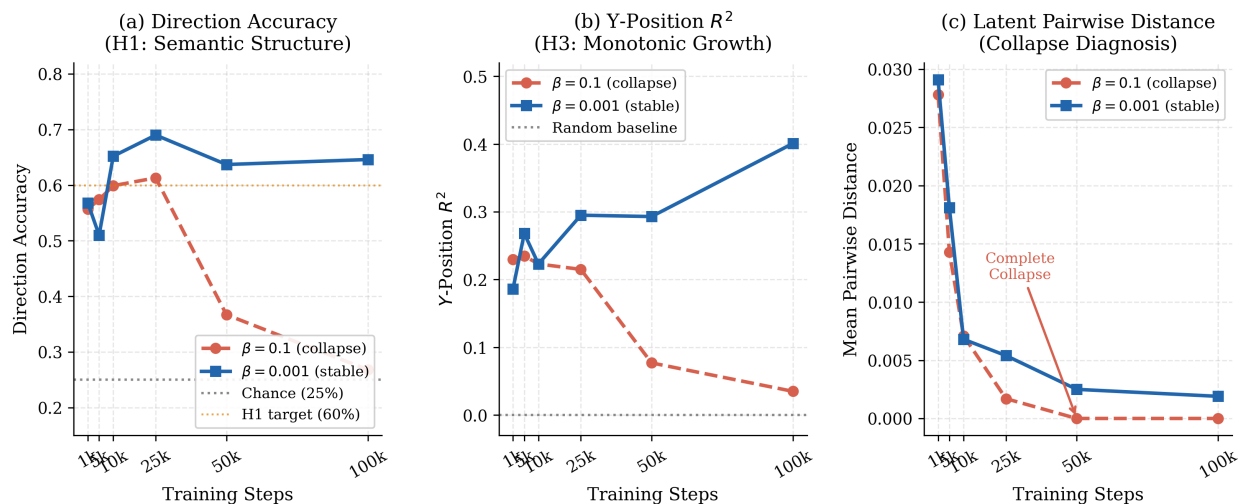 (a) Direction Accuracy
(H1: Semantic Structure)
Direction Accuracy
0.8
0.7
0.6
0.5
0.4
0.3
0.2
β = 0.1 (collapse)
β = 0.001 (stable)
Chance (25%)
H1 target (60%)
1k
5k
10k
25k
50k
100k
Training Steps
(b) Y-Position R²
(H3: Monotonic Growth)
Y-Position R²
0.5
0.4
0.3
0.2
0.1
0.0
β = 0.1 (collapse)
β = 0.001 (stable)
Random baseline
1k
5k
10k
25k
50k
100k
Training Steps
(c) Latent Pairwise Distance
(Collapse Diagnosis)
Mean Pairwise Distance
0.030
0.025
0.020
0.015
0.010
0.005
0.000
β = 0.1 (collapse)
β = 0.001 (stable)
Complete
Collapse
1k
5k
10k
25k
50k
100k
Training Steps